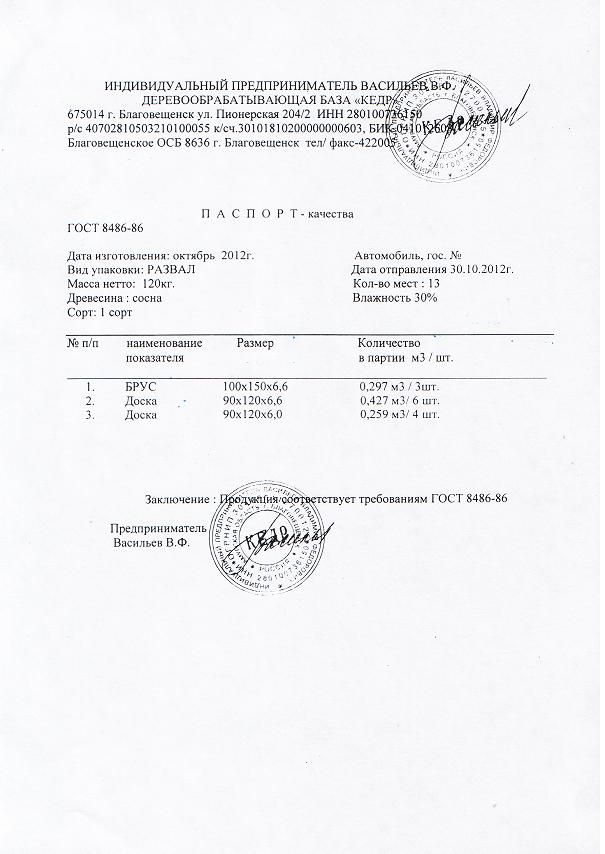 ИНДИВИДУАЛЬНЫЙ ПРЕДПРИНИМАТЕЛЬ ВАСИЛЬЕВ В.Ф.
ДЕРЕВООБРАБАТЫВАЮЩАЯ БАЗА «КЕДР»
675014 г. Благовещенск ул. Пионерская 204/2 ИНН 280100736150
р/с 40702810503210100055 к/сч.30101810200000000603, БИК
Благовещенское ОСБ 8636 г. Благовещенск тел/ факс-422005
КЕДР
П А С П О Р Т - качества
ГОСТ 8486-86
Дата изготовления: октябрь 2012г. Автомобиль, гос. №
Вид упаковки: РАЗВАЛ Дата отправления 30.10.2012г.
Масса нетто: 120кг. Кол-во мест : 13
Древесина : сосна Влажность 30%
Сорт: 1 сорт
№ п/п наименование Размер Количество
показателя в партии м3 / шт.
1. БРУС 100х150х6,6 0,297 м3 / 3шт.
2. Доска 90х120х6,6 0,427 м3/ 6 шт.
3. Доска 90х120х6,0 0,259 м3/ 4 шт.
Заключение : Продукция соответствует требованиям ГОСТ 8486-86
Предприниматель
Васильев В.Ф.
КЕДР